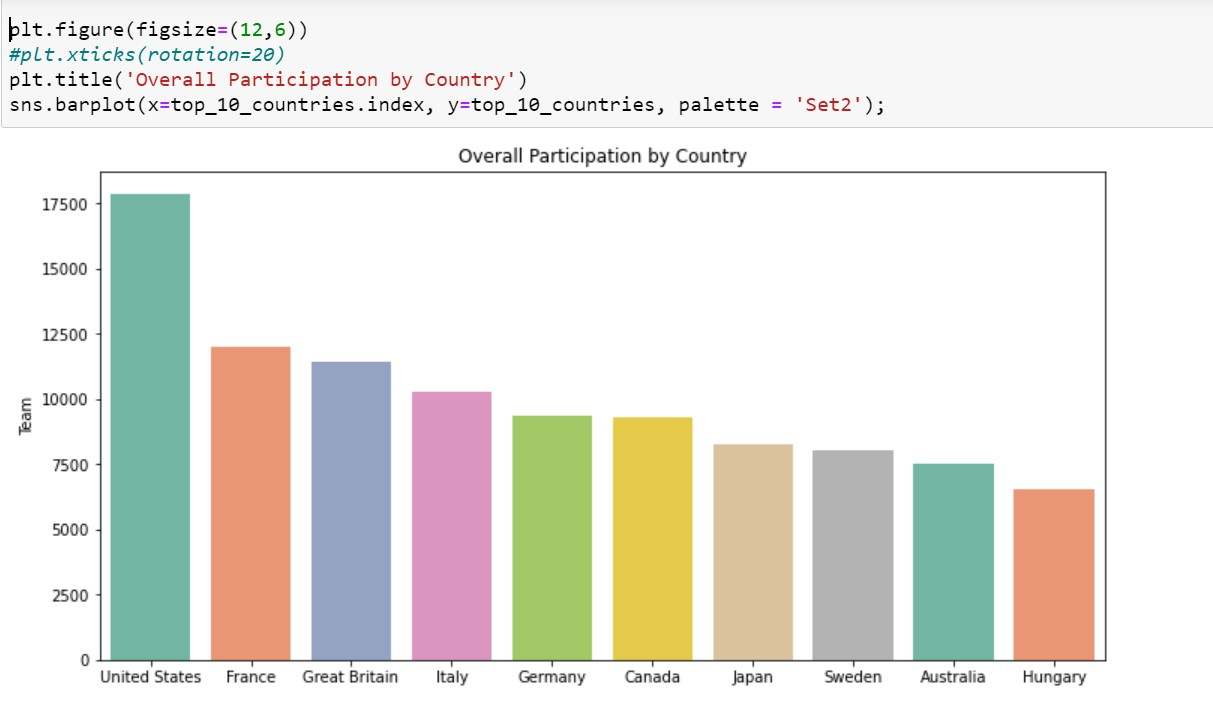 plt.figure(figsize=(12,6))
#plt.xticks(rotation=20)
plt.title('Overall Participation by Country')
sns.barplot(x=top_10_countries.index, y=top_10_countries, palette = 'Set2');
Overall Participation by Country
17500
15000
12500
10000
7500
5000
2500
0
Team
United States France Great Britain Italy Germany Canada Japan Sweden Australia Hungary